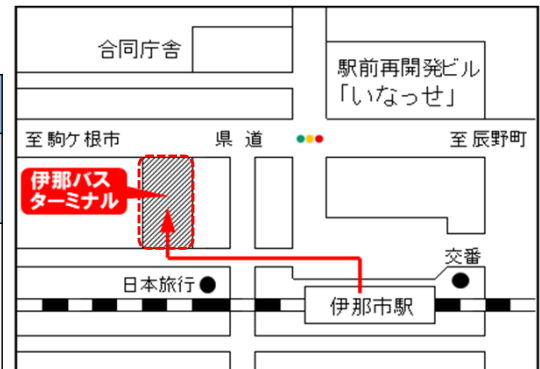 合同庁舎
駅前再開発ビル
「いなっせ」
至駒ケ根市
県道
至辰野町
伊那バス
ターミナル
交番
日本旅行
伊那市駅